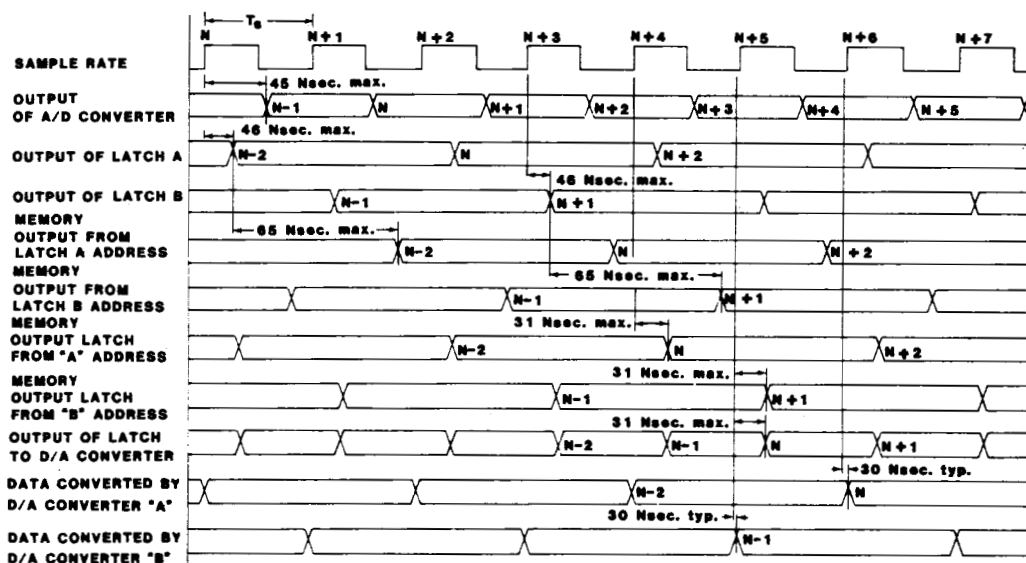 T₈
N N+1 N+2 N+3 N+4 N+5 N+6 N+7
SAMPLE RATE
45 Nsec. max.
OUTPUT
OF A/D CONVERTER
N-1 N N+1 N+2 N+3 N+4 N+5
46 Nsec. max.
OUTPUT OF LATCH A
N-2 N N+2
46 Nsec. max.
OUTPUT OF LATCH B
N-1 N+1
MEMORY
OUTPUT FROM
LATCH A ADDRESS
65 Nsec. max.
N-2 N N+2
MEMORY
OUTPUT FROM
LATCH B ADDRESS
65 Nsec. max.
N-1 N+1
MEMORY
OUTPUT LATCH
FROM "A" ADDRESS
31 Nsec. max.
N-2 N N+2
MEMORY
OUTPUT LATCH
FROM "B" ADDRESS
31 Nsec. max.
N-1 N+1
31 Nsec. max.
OUTPUT OF LATCH
TO D/A CONVERTER
N-2 N-1 N N+1
30 Nsec. typ.
DATA CONVERTED BY
D/A CONVERTER "A"
N-2 N
30 Nsec. typ.
DATA CONVERTED BY
D/A CONVERTER "B"
N-1